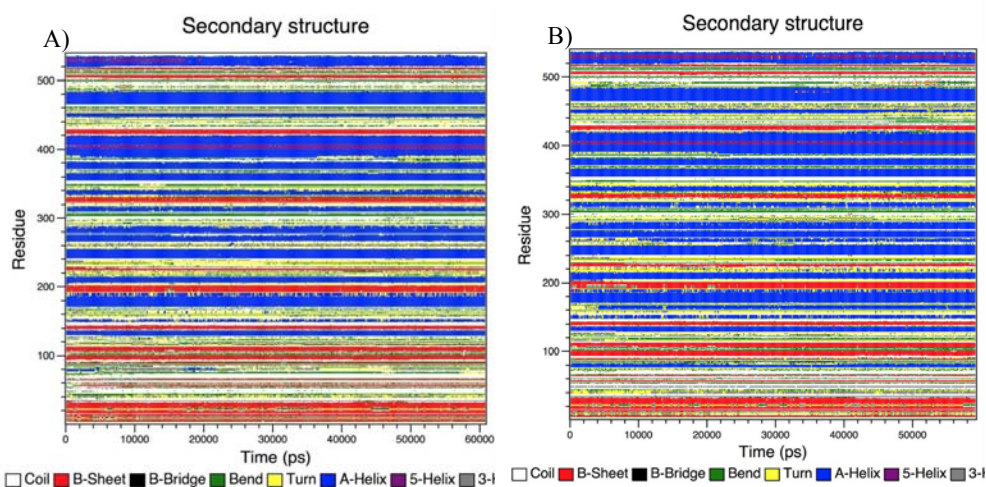 A)
Secondary structure
500
400
300
200
100
Residue
0 10000 20000 30000 40000 50000 60000
Time (ps)
Coil B-Sheet B-Bridge Bend Turn A-Helix 5-Helix 3-H
B)
Secondary structure
500
400
300
200
100
Residue
0 10000 20000 30000 40000 50000
Time (ps)
Coil B-Sheet B-Bridge Bend Turn A-Helix 5-Helix 3-H